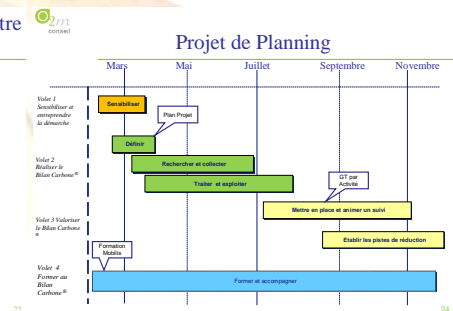 tre
a2m
conseil
Projet de Planning
Mars Mai Juillet Septembre Novembre
Volet 1
Sensibiliser et
entreprendre
la démarche
Sensibiliser
Plan Projet
Définir
Volet 2
Réaliser le
Bilan Carbone®
Rechercher et collecter
Traiter et exploiter
GT par
Activité
Mettre en place et animer un suivi
Volet 3 Valoriser
le Bilan Carbone
®
Etablir les pistes de réduction
Formation
Mobilis
Volet 4
Former au
Bilan
Carbone®
Former et accompagner
22
24